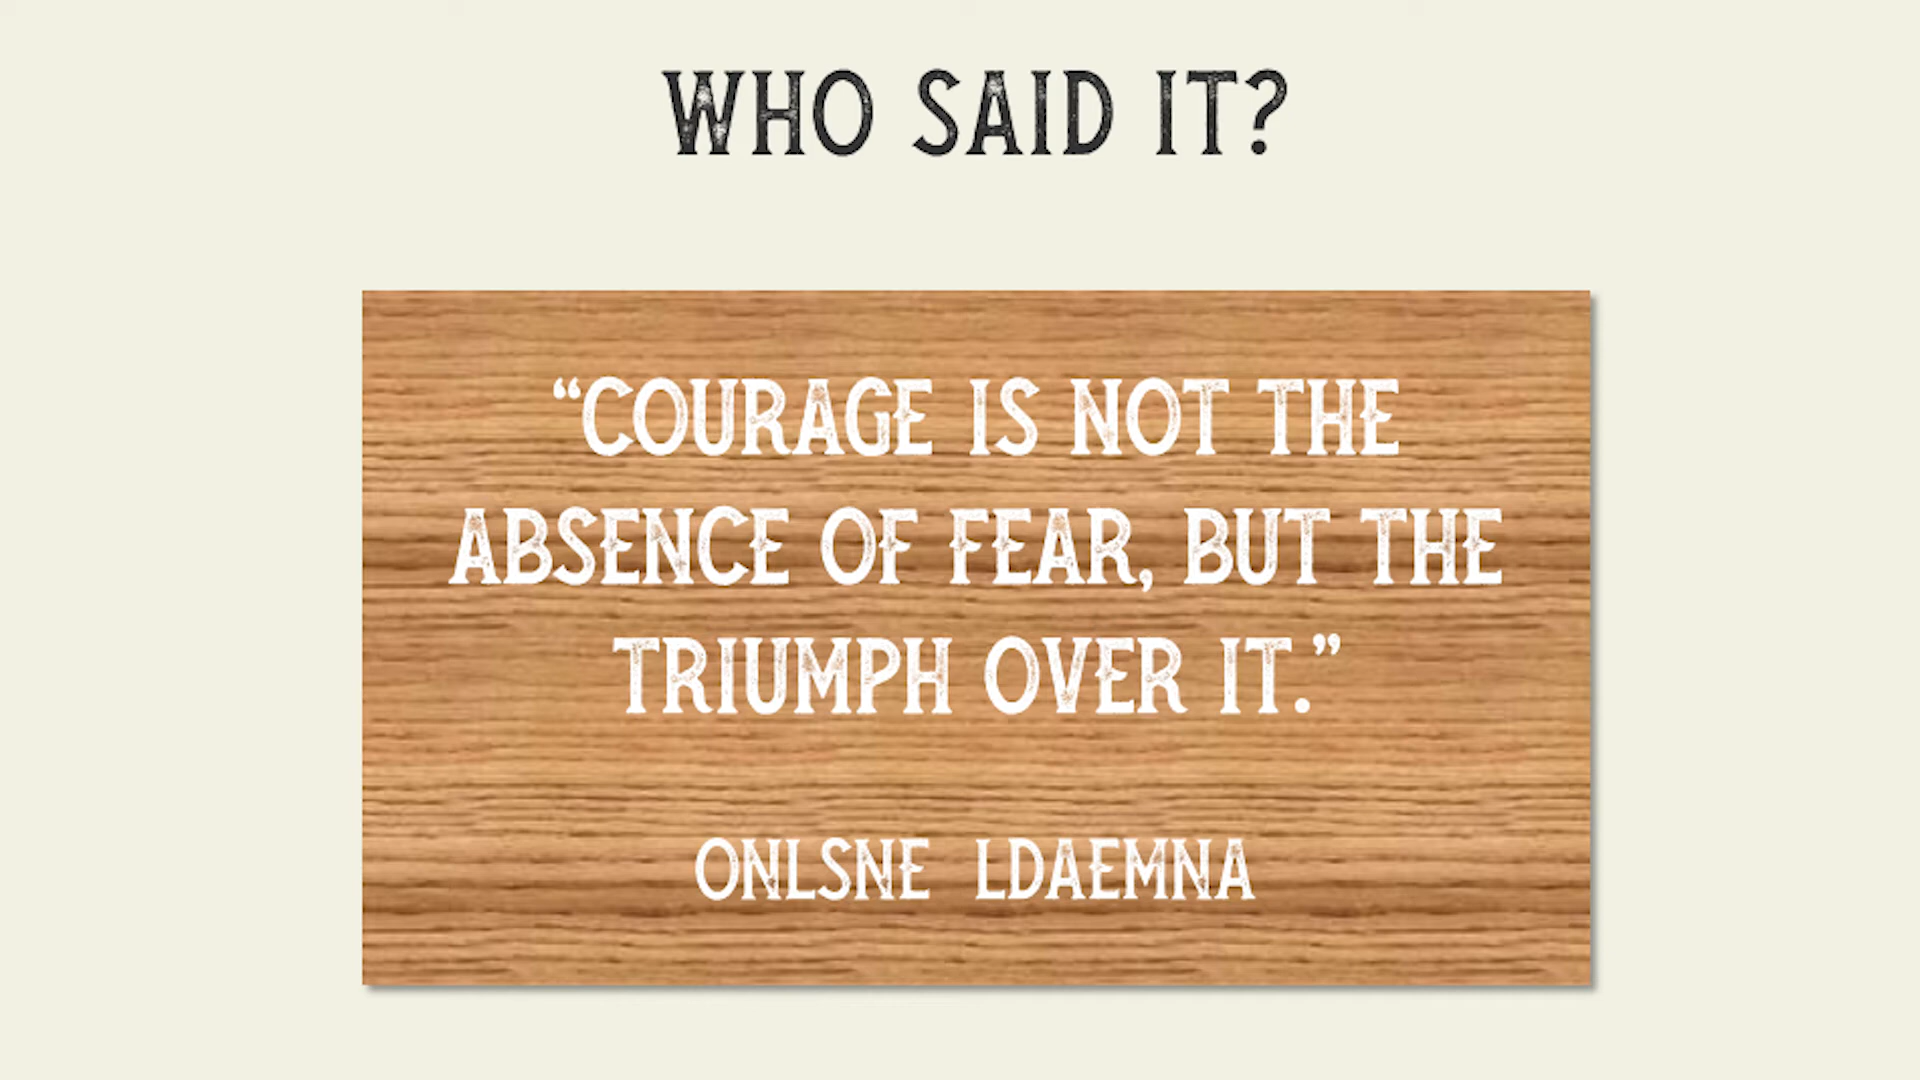 WHO SAID IT?
“COURAGE IS NOT THE
ABSENCE OF FEAR, BUT THE
TRIUMPH OVER IT.”
ONLSNE LDAEMNA